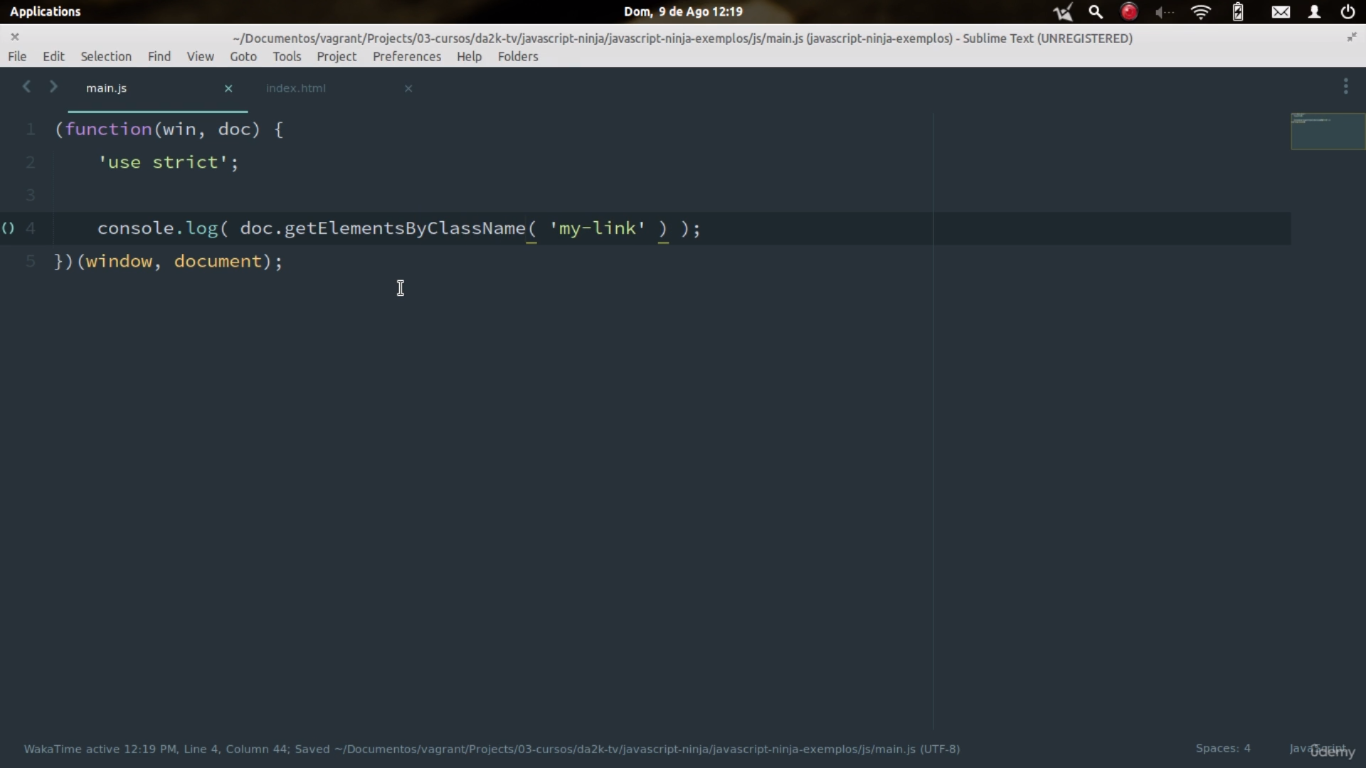 Applications
Dom, 9 de Ago 12:19
~/Documentos/vagrant/Projects/03-cursos/da2k-tv/javascript-ninja/javascript-ninja-exemplos/js/main.js (javascript-ninja-exemplos) - Sublime Text (UNREGISTERED)
File Edit Selection Find View Goto Tools Project Preferences Help Folders
main.js index.html
1 (function(win, doc) {
2 'use strict';
3
4 console.log( doc.getElementsByClassName( 'my-link' ) );
5 })(window, document);
WakaTime active 12:19 PM, Line 4, Column 44; Saved ~/Documentos/vagrant/Projects/03-cursos/da2k-tv/javascript-ninja/javascript-ninja-exemplos/js/main.js (UTF-8)
Spaces: 4
JavaScript
ûdemy